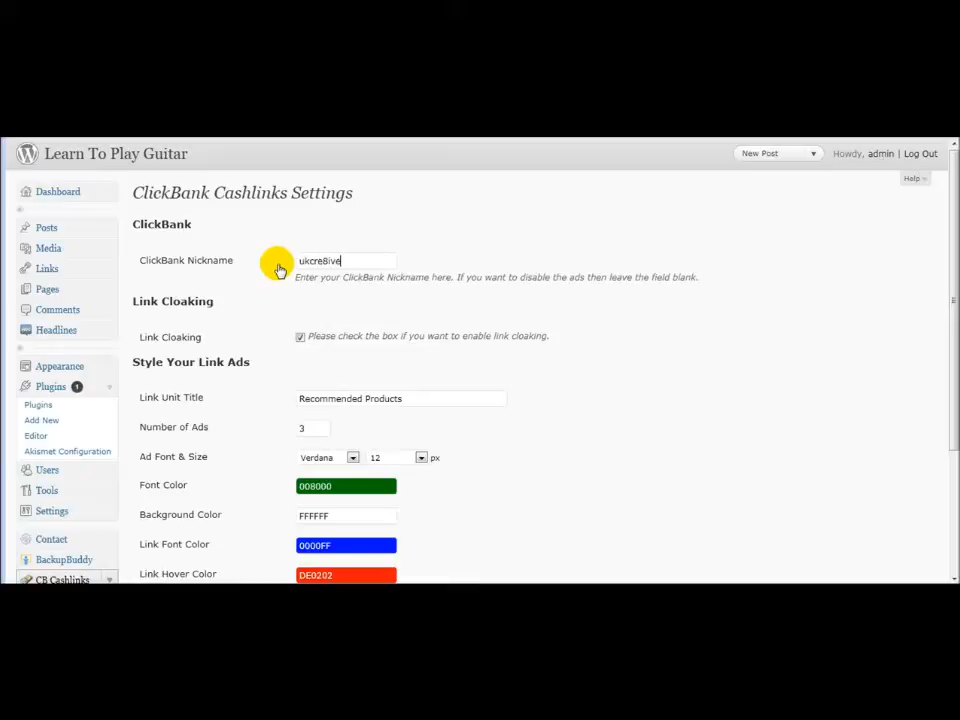 Learn To Play Guitar
New Post
Howdy, admin | Log Out
Help
Dashboard
Posts
Media
Links
Pages
Comments
Headlines
Appearance
Plugins 1
Plugins
Add New
Editor
Akismet Configuration
Users
Tools
Settings
Contact
BackupBuddy
CB Cashlinks
ClickBank Cashlinks Settings
ClickBank
ClickBank Nickname ukcre8ive
Enter your ClickBank Nickname here. If you want to disable the ads then leave the field blank.
Link Cloaking
Link Cloaking Please check the box if you want to enable link cloaking.
Style Your Link Ads
Link Unit Title Recommended Products
Number of Ads 3
Ad Font & Size Verdana 12 px
Font Color 008000
Background Color FFFFFF
Link Font Color 0000FF
Link Hover Color DE0202